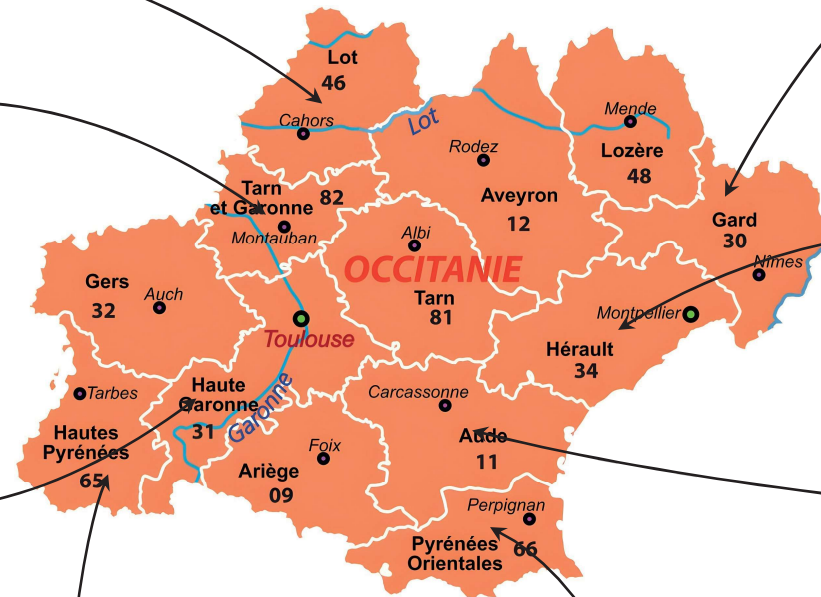 Lot
46
Cahors
Lot
Mende
Lozère
48
Rodez
Aveyron
12
Tarn
et Garonne
82
Montauban
Gard
30
Nîmes
Albi
OCCITANIE
Tarn
81
Gers
32
Auch
Toulouse
Montpellier
Hérault
34
Tarbes
Haute
Garonne
31
Garonne
Carcassonne
Aude
11
Hautes
Pyrénées
65
Foix
Ariège
09
Perpignan
Pyrénées
Orientales
66